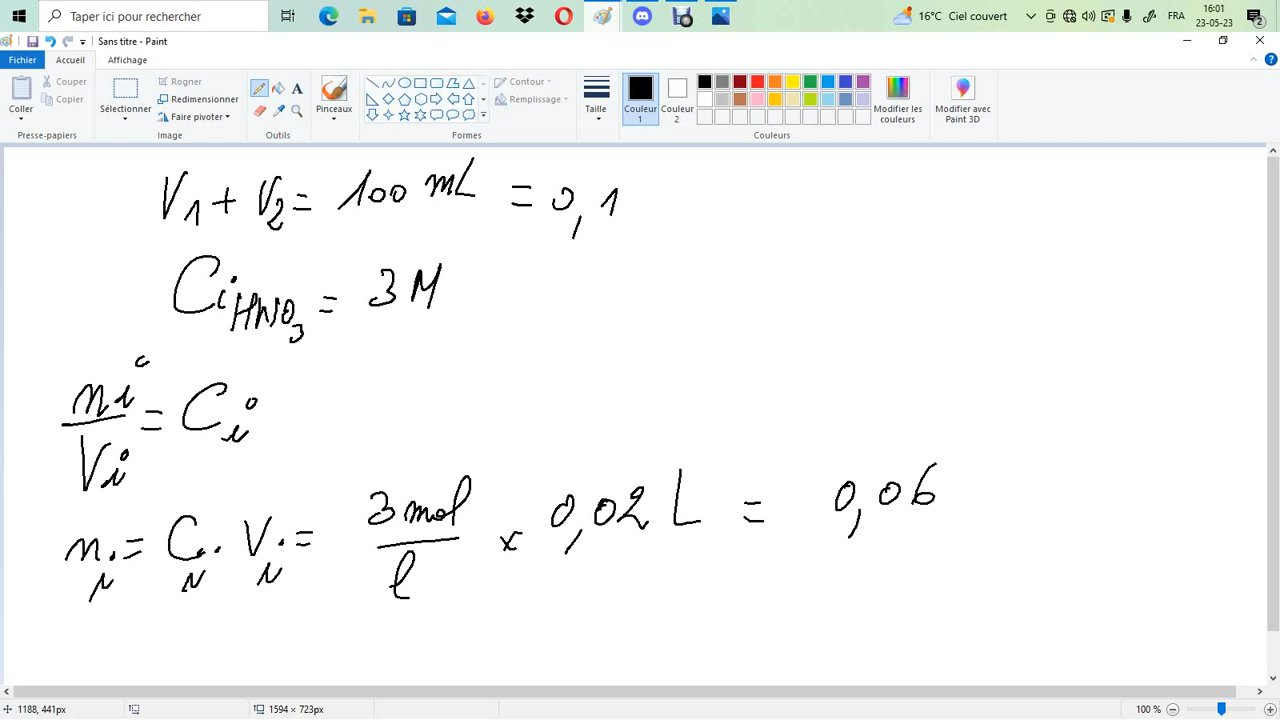 Taper ici pour rechercher
16°C Ciel couvert
FRA
16:01
23-05-23
2
Sans titre - Paint
Fichier Accueil Affichage
Coller
Couper
Copier
Presse-papiers
Sélectionner
Rogner
Redimensionner
Faire pivoter
Image
A
Outils
Pinceaux
Contour
Remplissage
Formes
Taille
Couleur 1
Couleur 2
Modifier les couleurs
Couleurs
Modifier avec Paint 3D
V1 + V2 = 100 mL = 0,1
Ci HNO3 = 3 M
ni / Vi = Ci
ni = Ci . Vi = 3 mol / l x 0,02 L = 0,06
1188, 441px
1594 × 723px
100 %